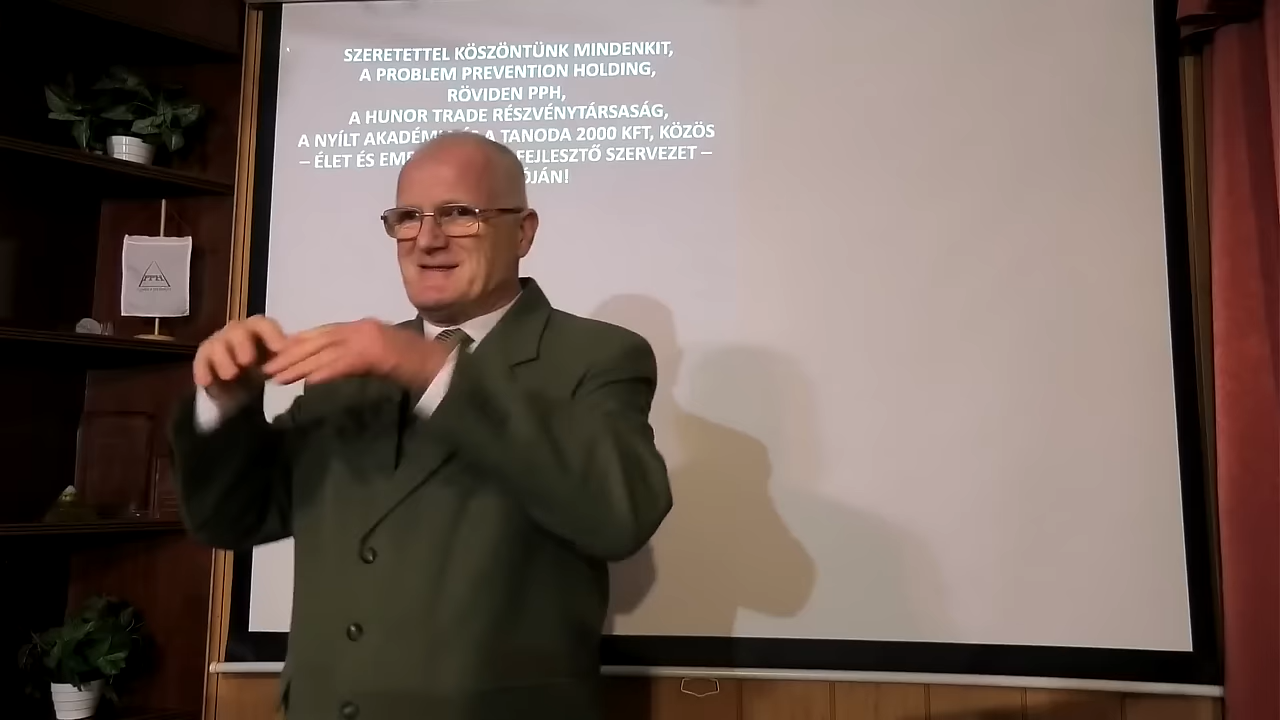 SZERETETTEL KÖSZÖNTÜNK MINDENKIT,
A PROBLEM PREVENTION HOLDING,
RÖVIDEN PPH,
A HUNOR TRADE RÉSZVÉNYTÁRSASÁG,
A NYÍLT A TANODA 2000 KFT, KÖZÖS
– ÉLET ÉS FEJLESZTŐ SZERVEZET –
PPH